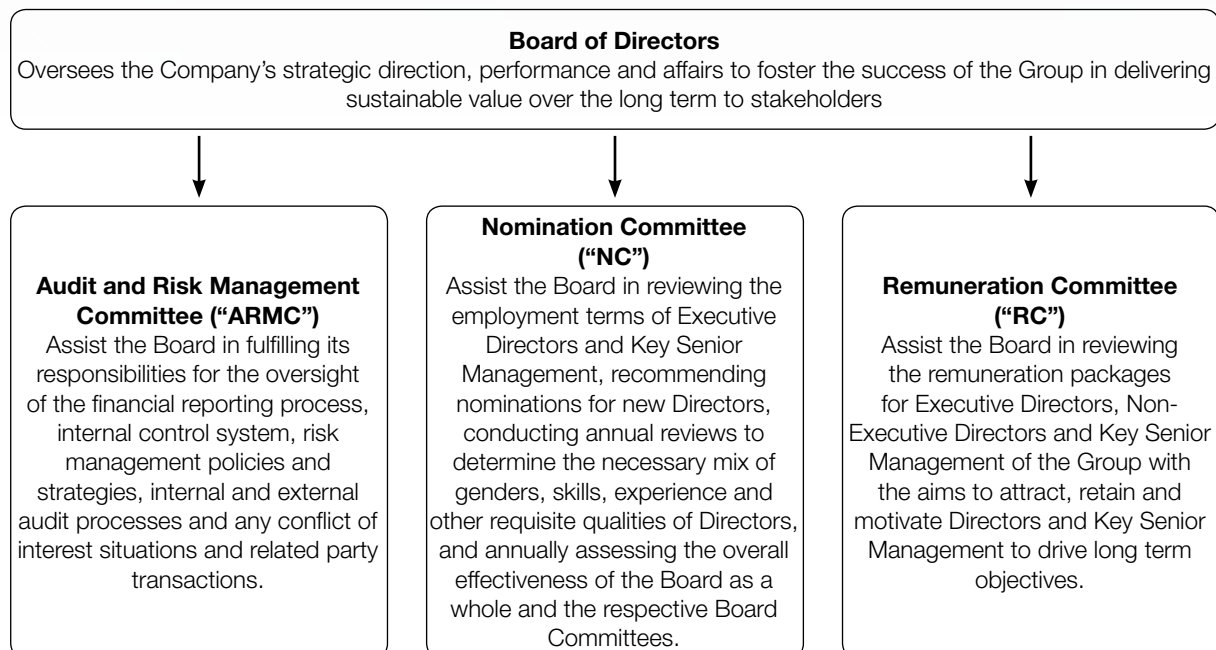 Board of Directors
Oversees the Company’s strategic direction, performance and affairs to foster the success of the Group in delivering
sustainable value over the long term to stakeholders
Audit and Risk Management
Committee (“ARMC”)
Assist the Board in fulfilling its
responsibilities for the oversight
of the financial reporting process,
internal control system, risk
management policies and
strategies, internal and external
audit processes and any conflict of
interest situations and related party
transactions.
Nomination Committee
(“NC”)
Assist the Board in reviewing the
employment terms of Executive
Directors and Key Senior
Management, recommending
nominations for new Directors,
conducting annual reviews to
determine the necessary mix of
genders, skills, experience and
other requisite qualities of Directors,
and annually assessing the overall
effectiveness of the Board as a
whole and the respective Board
Committees.
Remuneration Committee
(“RC”)
Assist the Board in reviewing
the remuneration packages
for Executive Directors, Non-
Executive Directors and Key Senior
Management of the Group with
the aims to attract, retain and
motivate Directors and Key Senior
Management to drive long term
objectives.